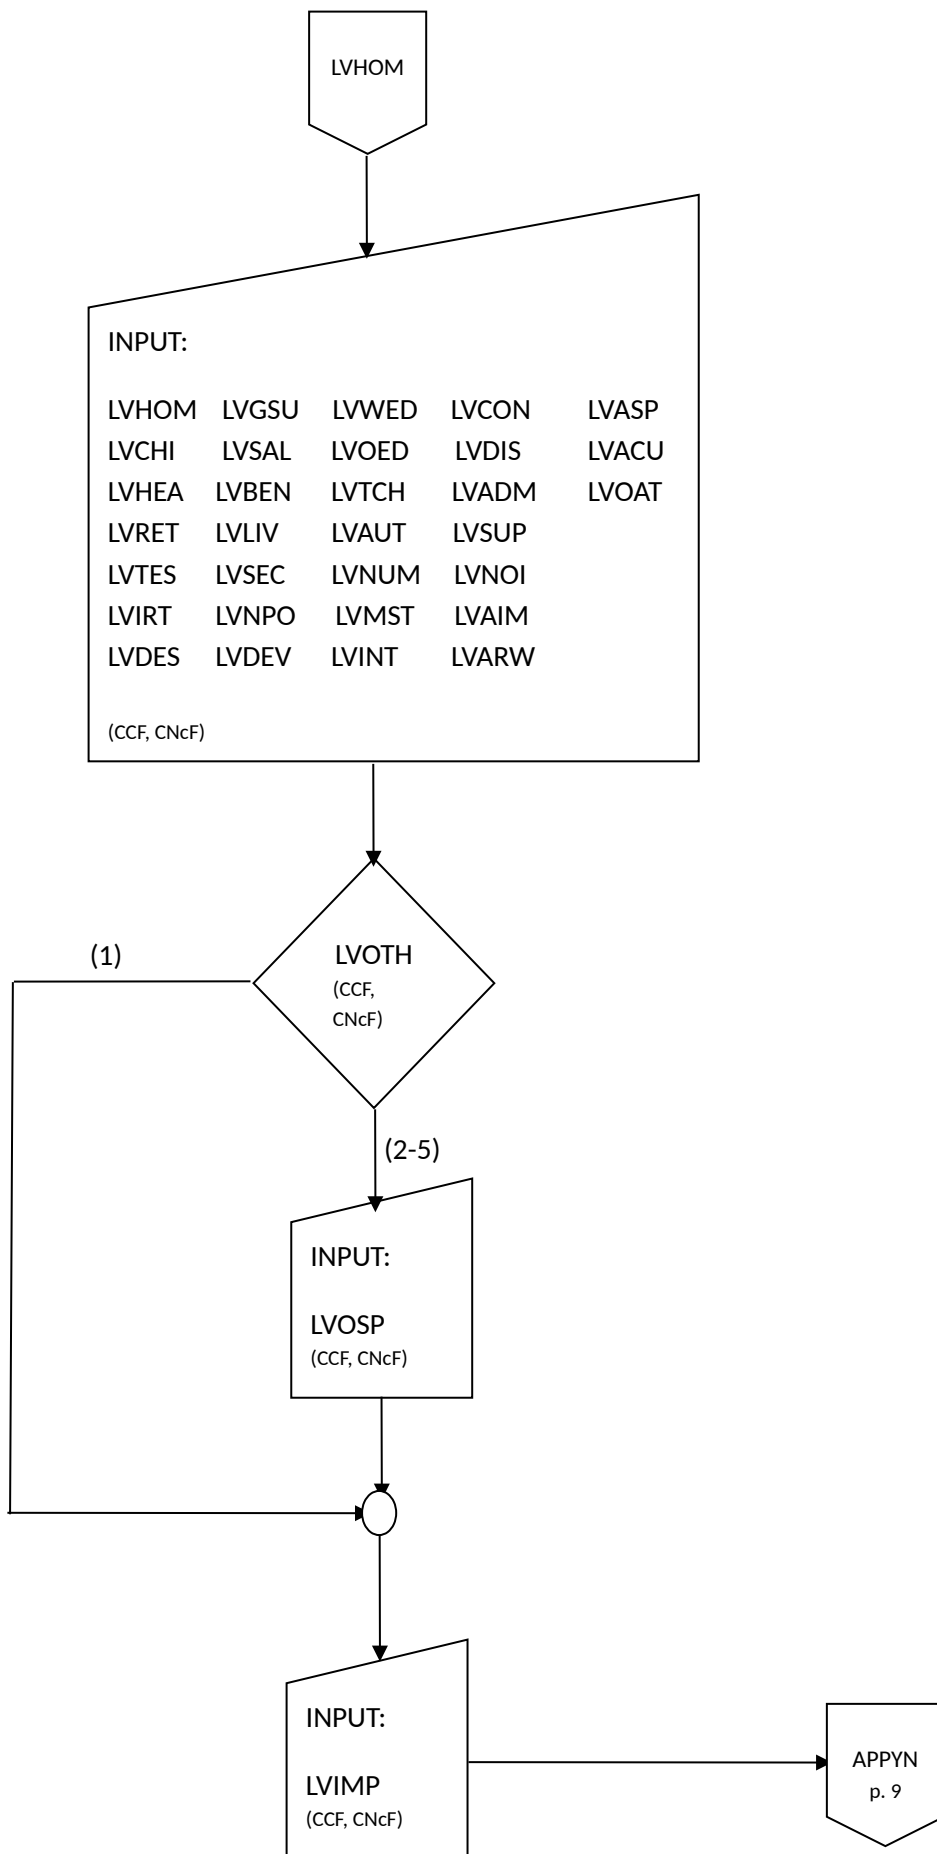 LVHOM
INPUT:
LVHOM LVGSU LVWED LVCON LVASP
LVCHI LVSAL LVOED LVDIS LVACU
LVHEA LVBEN LVTCH LVADM LVOAT
LVRET LVLIV LVAUT LVSUP
LVTES LVSEC LVNUM LVNOI
LVIRT LVNPO LVMST LVAIM
LVDES LVDEV LVINT LVARW
(CCF, CNcF)
(1)
LVOTH
(CCF,
CNcF)
(2-5)
INPUT:
LVOSP
(CCF, CNcF)
INPUT:
LVIMP
(CCF, CNcF)
APPYN
p. 9